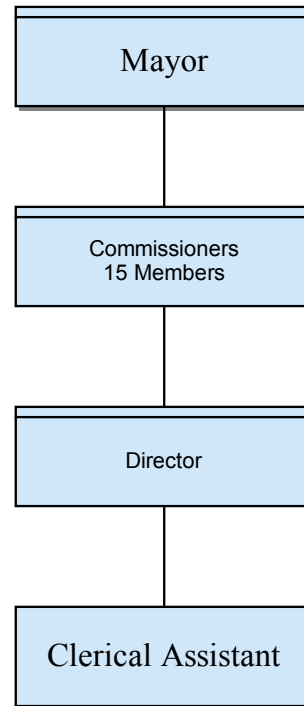 Mayor
Commissioners
15 Members
Director
Clerical Assistant